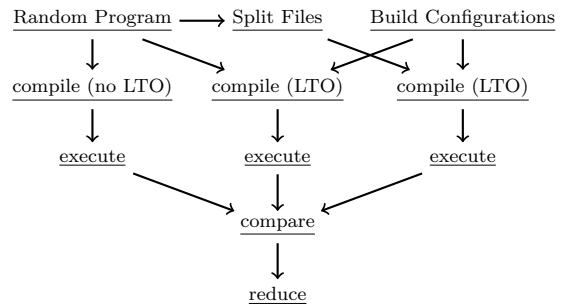 Random Program Split Files Build Configurations
compile (no LTO) compile (LTO) compile (LTO)
execute execute execute
compare
reduce